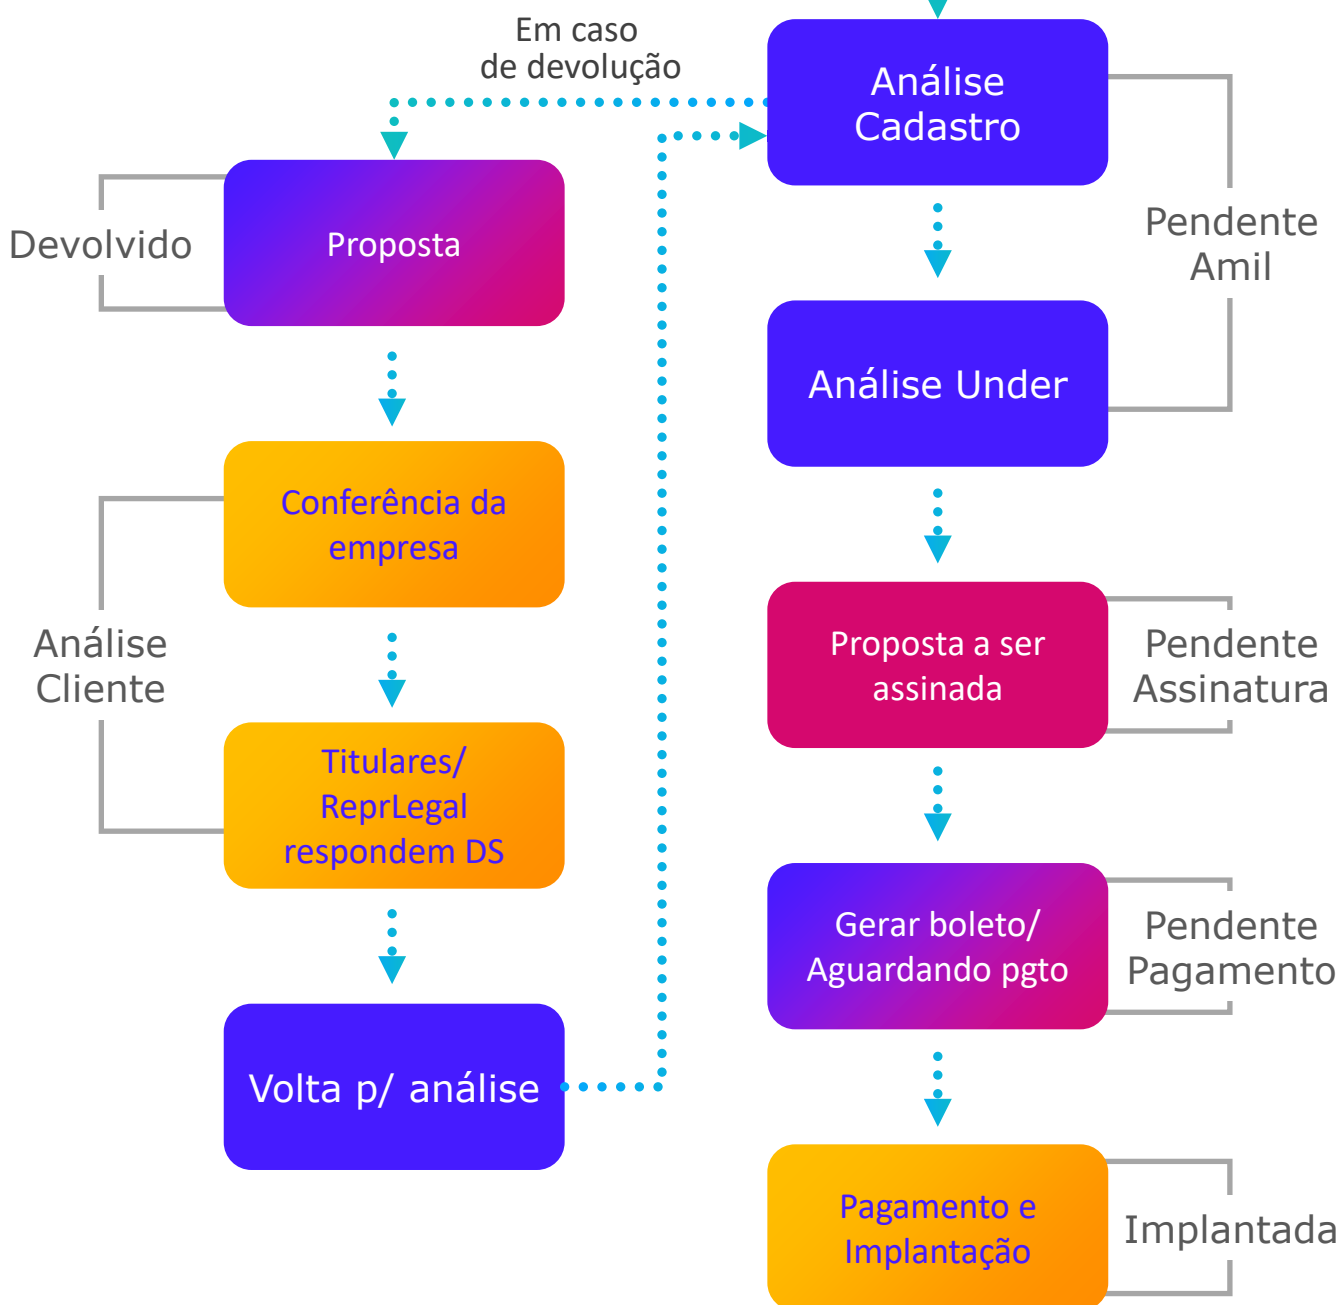 Em caso
de devolução
Análise
Cadastro
Pendente
Amil
Devolvido
Proposta
Análise Under
Conferência da
empresa
Análise
Cliente
Titulares/
ReprLegal
respondem DS
Volta p/ análise
Proposta a ser
assinada
Pendente
Assinatura
Gerar boleto/
Aguardando pgto
Pendente
Pagamento
Pagamento e
Implantação
Implantada